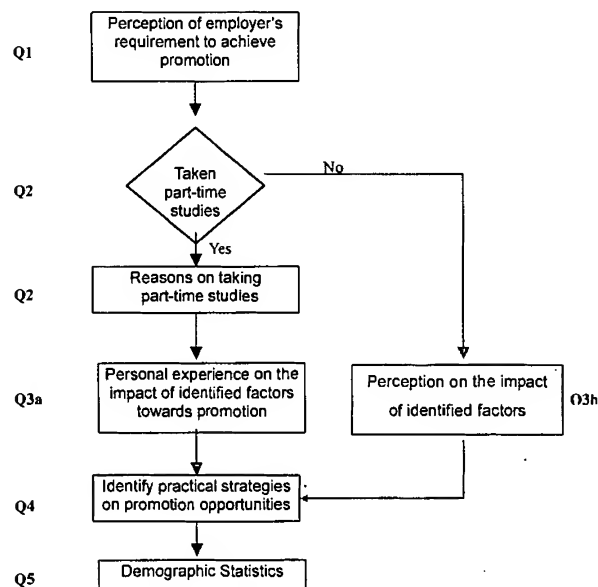 Perception of employer's
requirement to achieve
promotion
Q1
Taken
part-time
studies
No
Q2
Yes
Reasons on taking
part-time studies
Q2
Personal experience on the
impact of identified factors
towards promotion
Q3a
Perception on the impact
of identified factors
Q3b
Identify practical strategies
on promotion opportunities
Q4
Demographic Statistics
Q5